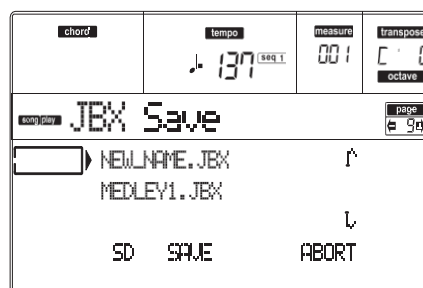 chord tempo measure transpose
137 seq 1 001 C
octave
song play JBX Save page
9
NEW_NAME.JBX
MEDLEY1.JBX
SD SAVE ABORT